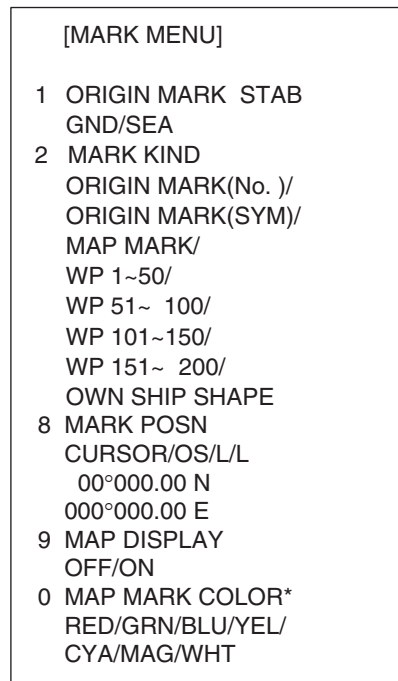 [MARK MENU]
1 ORIGIN MARK STAB
GND/SEA
2 MARK KIND
ORIGIN MARK(No. )/
ORIGIN MARK(SYM)/
MAP MARK/
WP 1~50/
WP 51~ 100/
WP 101~150/
WP 151~ 200/
OWN SHIP SHAPE
8 MARK POSN
CURSOR/OS/L/L
00°000.00 N
000°000.00 E
9 MAP DISPLAY
OFF/ON
0 MAP MARK COLOR*
RED/GRN/BLU/YEL/
CYA/MAG/WHT